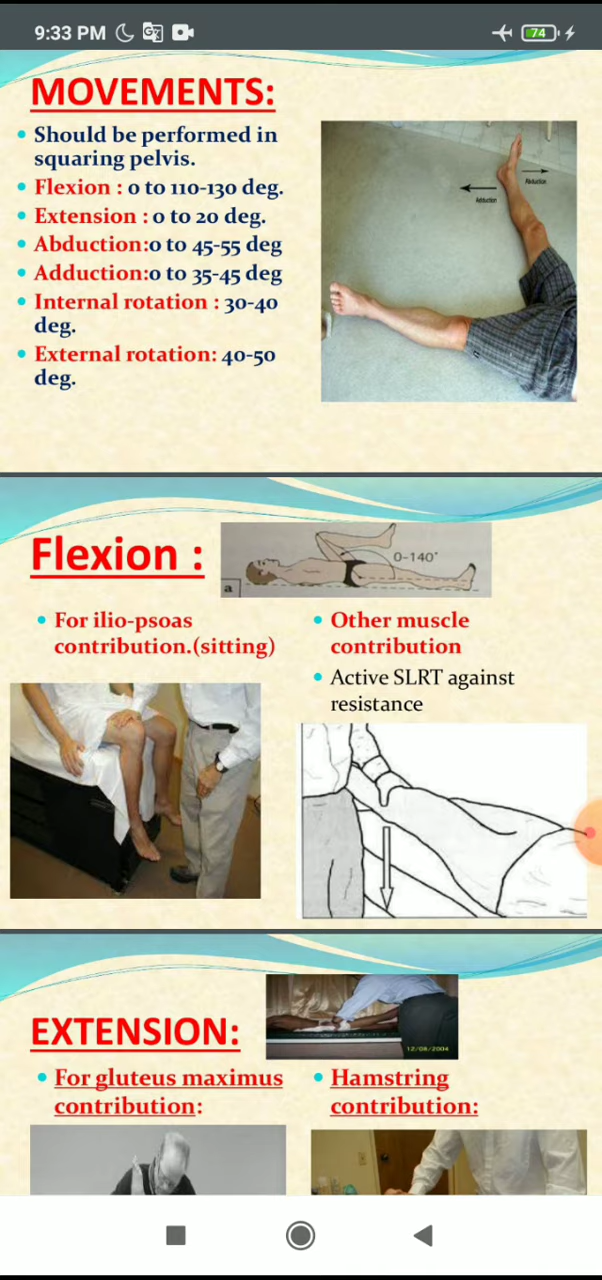 9:33 PM
74
MOVEMENTS:
• Should be performed in
squaring pelvis.
• Flexion : 0 to 110-130 deg.
• Extension : 0 to 20 deg.
• Abduction:0 to 45-55 deg
• Adduction:0 to 35-45 deg
• Internal rotation : 30-40
deg.
• External rotation: 40-50
deg.
Abduction
Adduction
Flexion :
0-140°
a
• For ilio-psoas
contribution.(sitting)
• Other muscle
contribution
• Active SLRT against
resistance
EXTENSION:
12/08/2004
• For gluteus maximus
contribution:
• Hamstring
contribution: